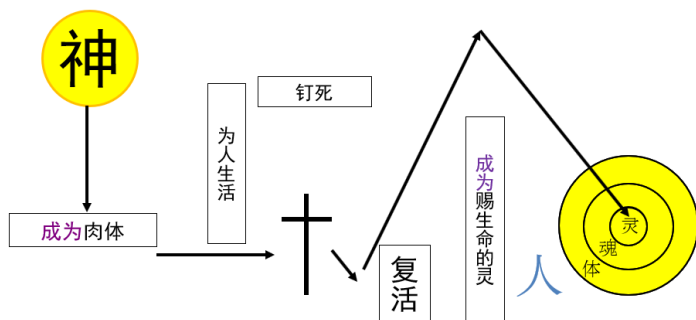 神
成为肉体
为人生活
钉死
复活
成为赐生命的灵
人
灵
魂
体